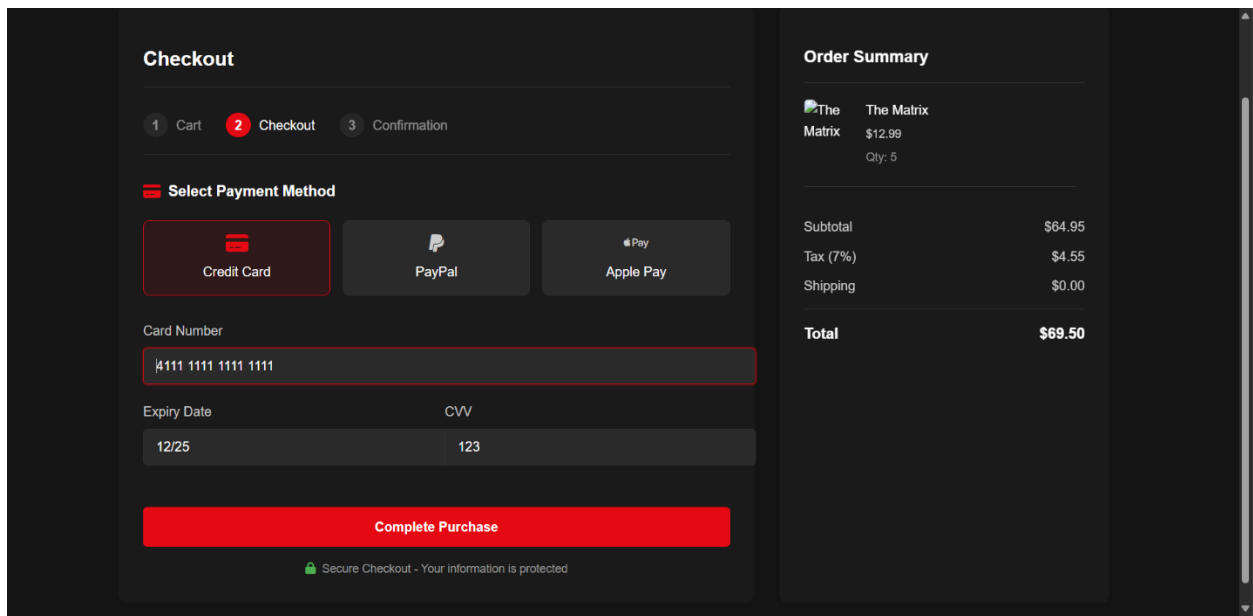 Checkout
1 Cart 2 Checkout 3 Confirmation
Select Payment Method
Credit Card
PayPal
Pay
Apple Pay
Card Number
4111 1111 1111 1111
Expiry Date CVV
12/25 123
Complete Purchase
Secure Checkout - Your information is protected
Order Summary
The Matrix
The Matrix
$12.99
Qty: 5
Subtotal $64.95
Tax (7%) $4.55
Shipping $0.00
Total $69.50